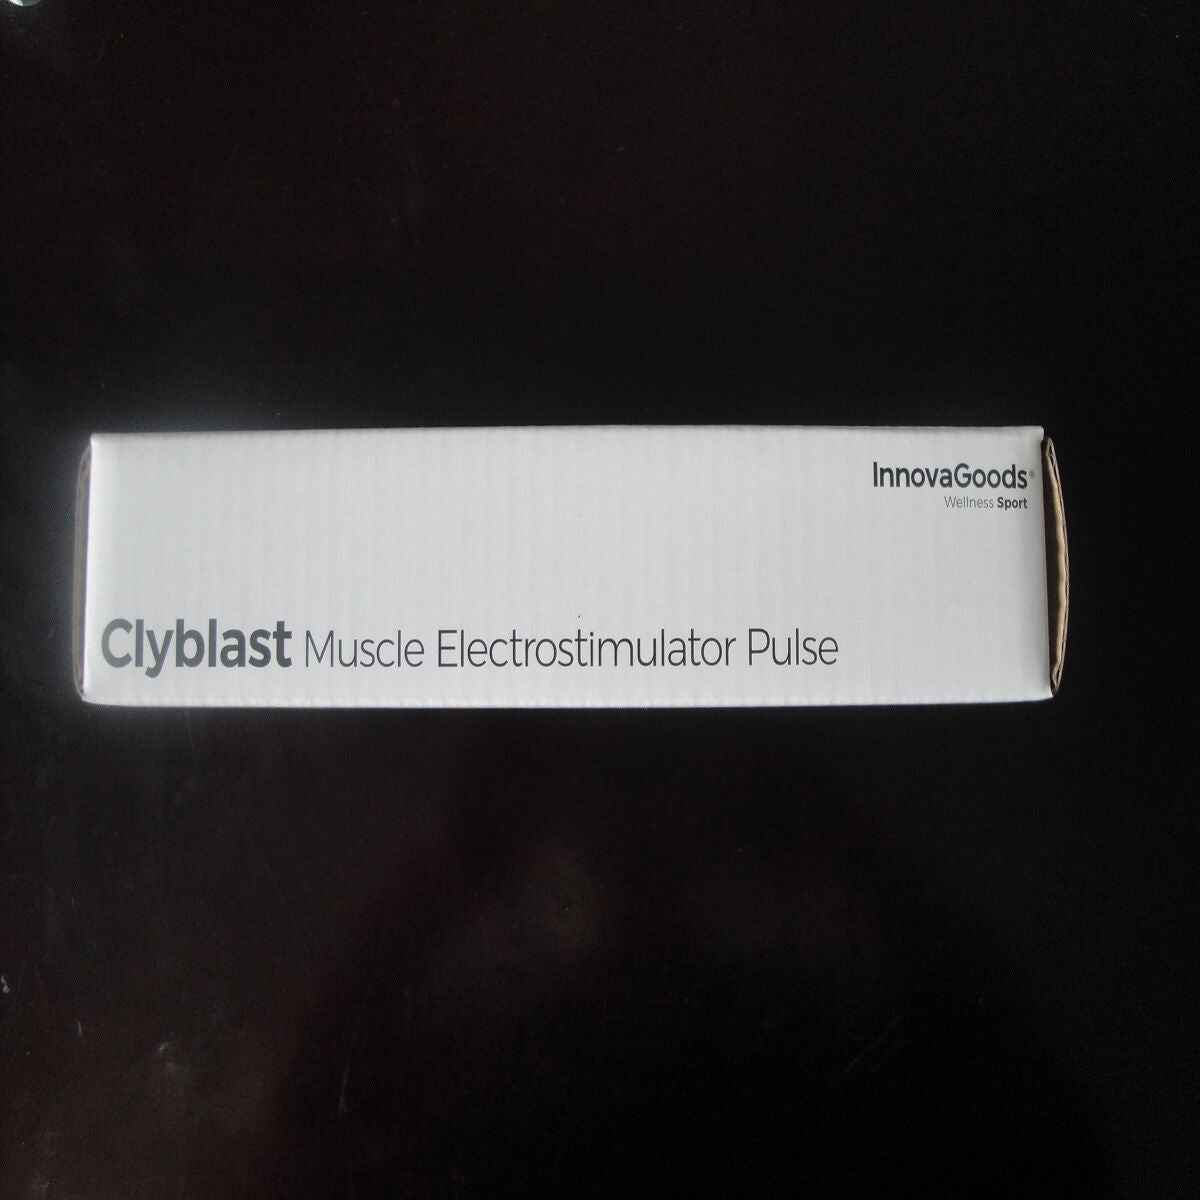 InnovaGoods®
Wellness Sport
Clyblast Muscle Electrostimulator Pulse